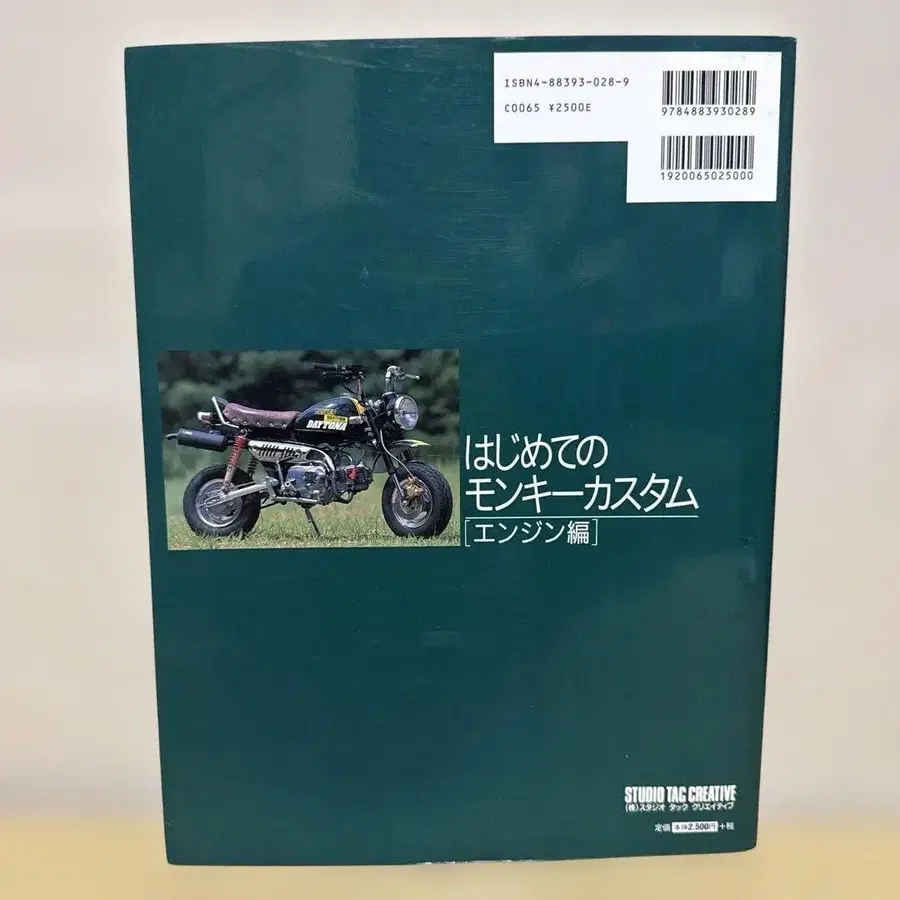 ISBN4-88393-028-9
C0065 ¥2500E
9784883930289
1920065025000
DAYTONA
はじめての
モンキーカスタム
[エンジン編]
STUDIO TAC CREATIVE
(株)スタジオ タック クリエイティブ
定価 本体2,500円 +税